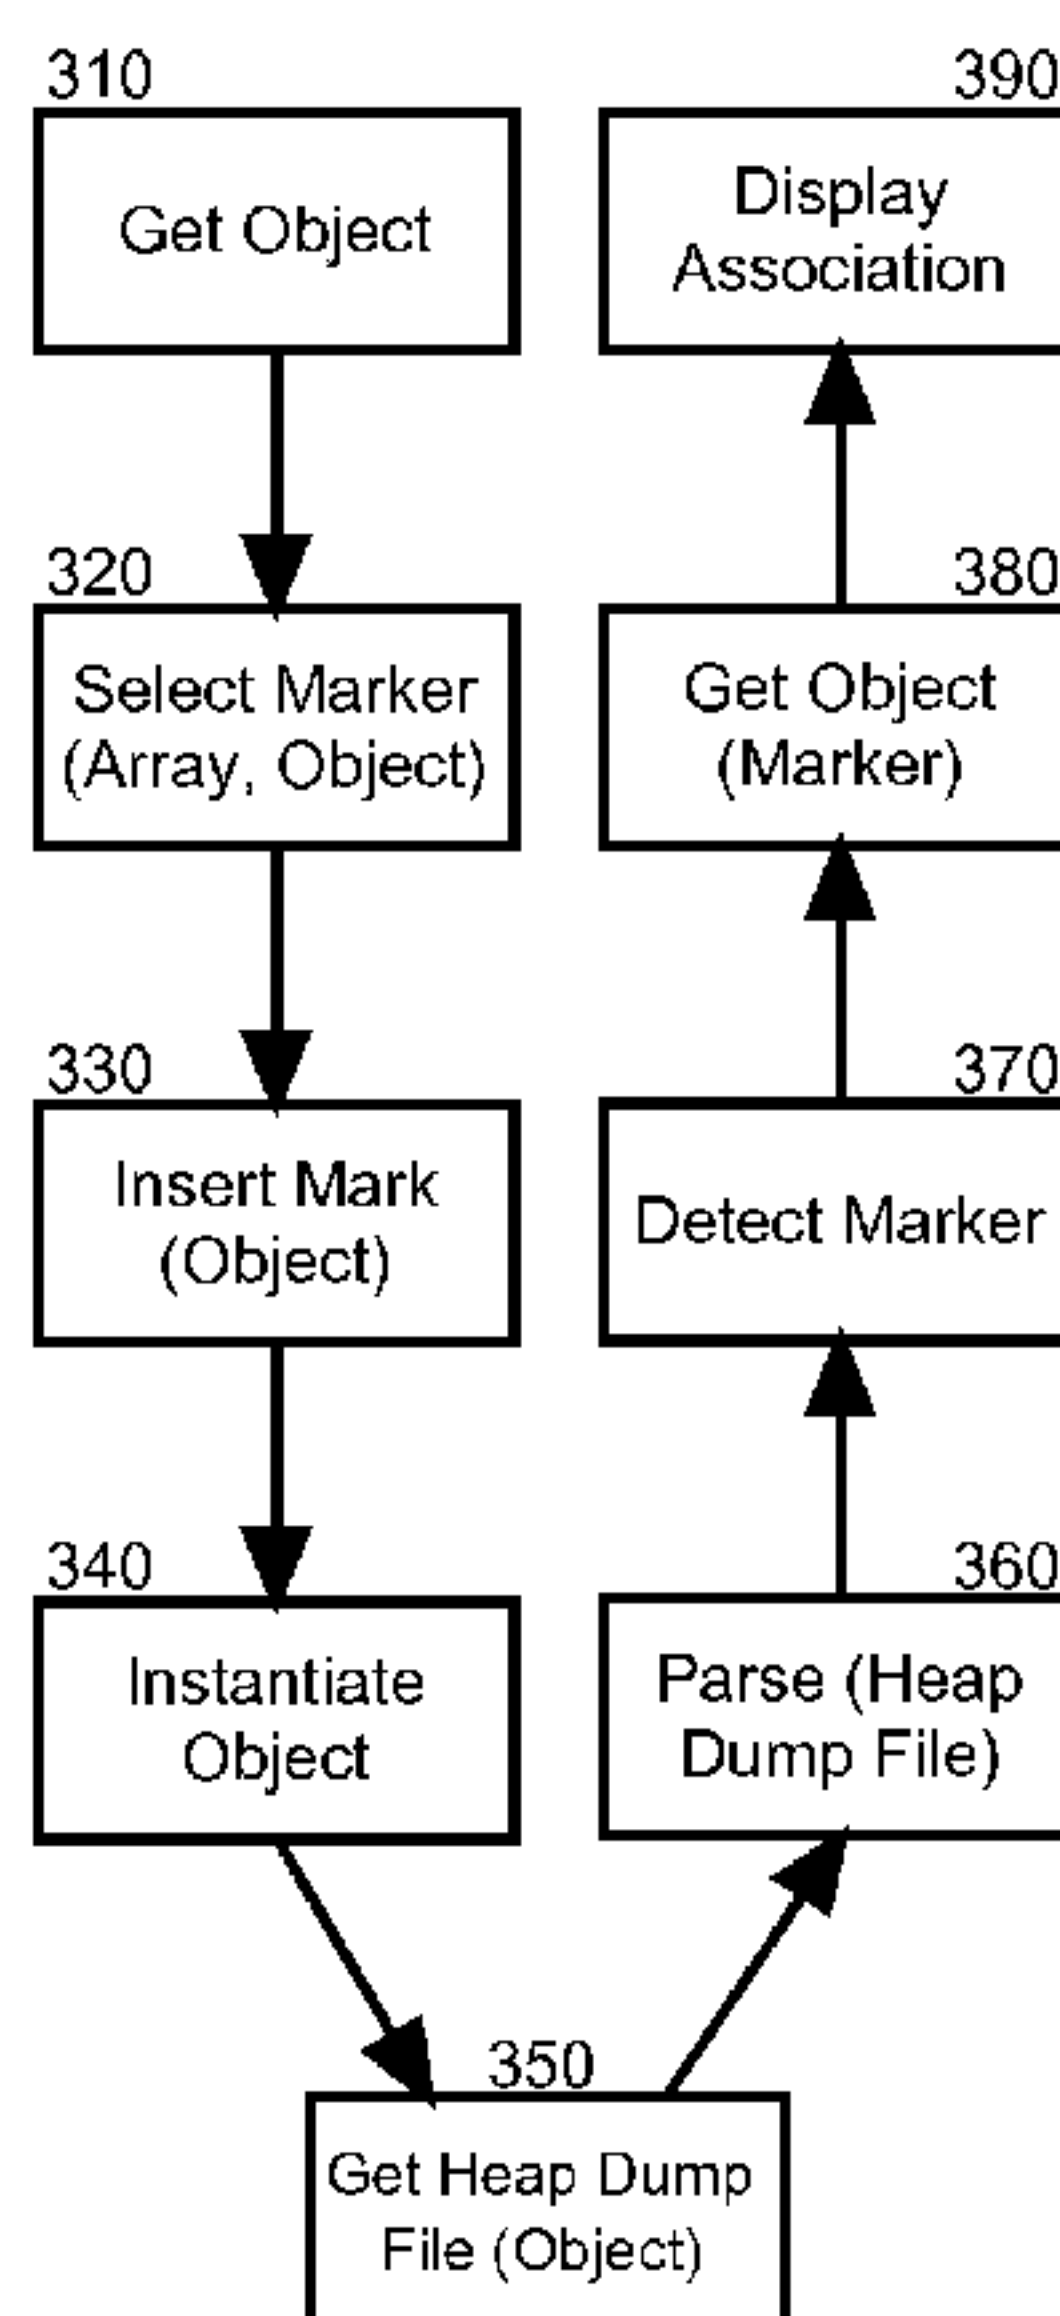 310
Get Object
320
Select Marker
(Array, Object)
330
Insert Mark
(Object)
340
Instantiate
Object
350
Get Heap Dump
File (Object)
360
Parse (Heap
Dump File)
370
Detect Marker
380
Get Object
(Marker)
390
Display
Association